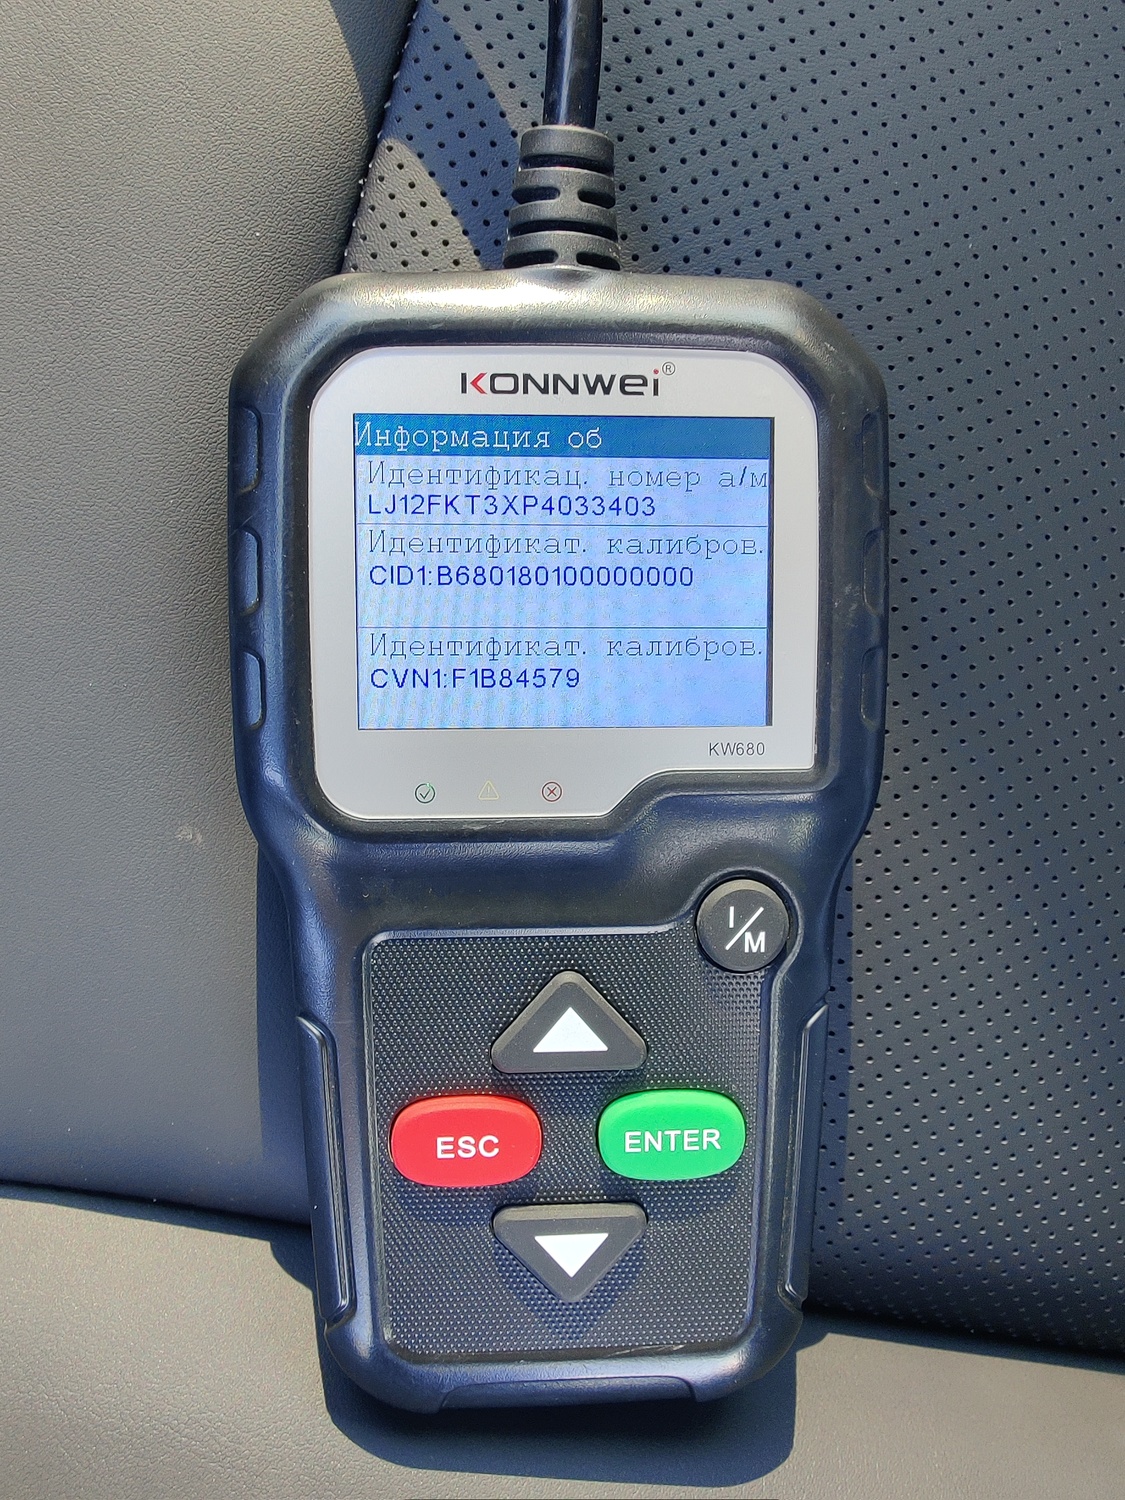 KONNWEI®
Информация об
Идентификац. номер а/м
LJ12FKT3XP4033403
Идентификат. калибров.
CID1:B680180100000000
Идентификат. калибров.
CVN1:F1B84579
KW680
I/M
ESC
ENTER